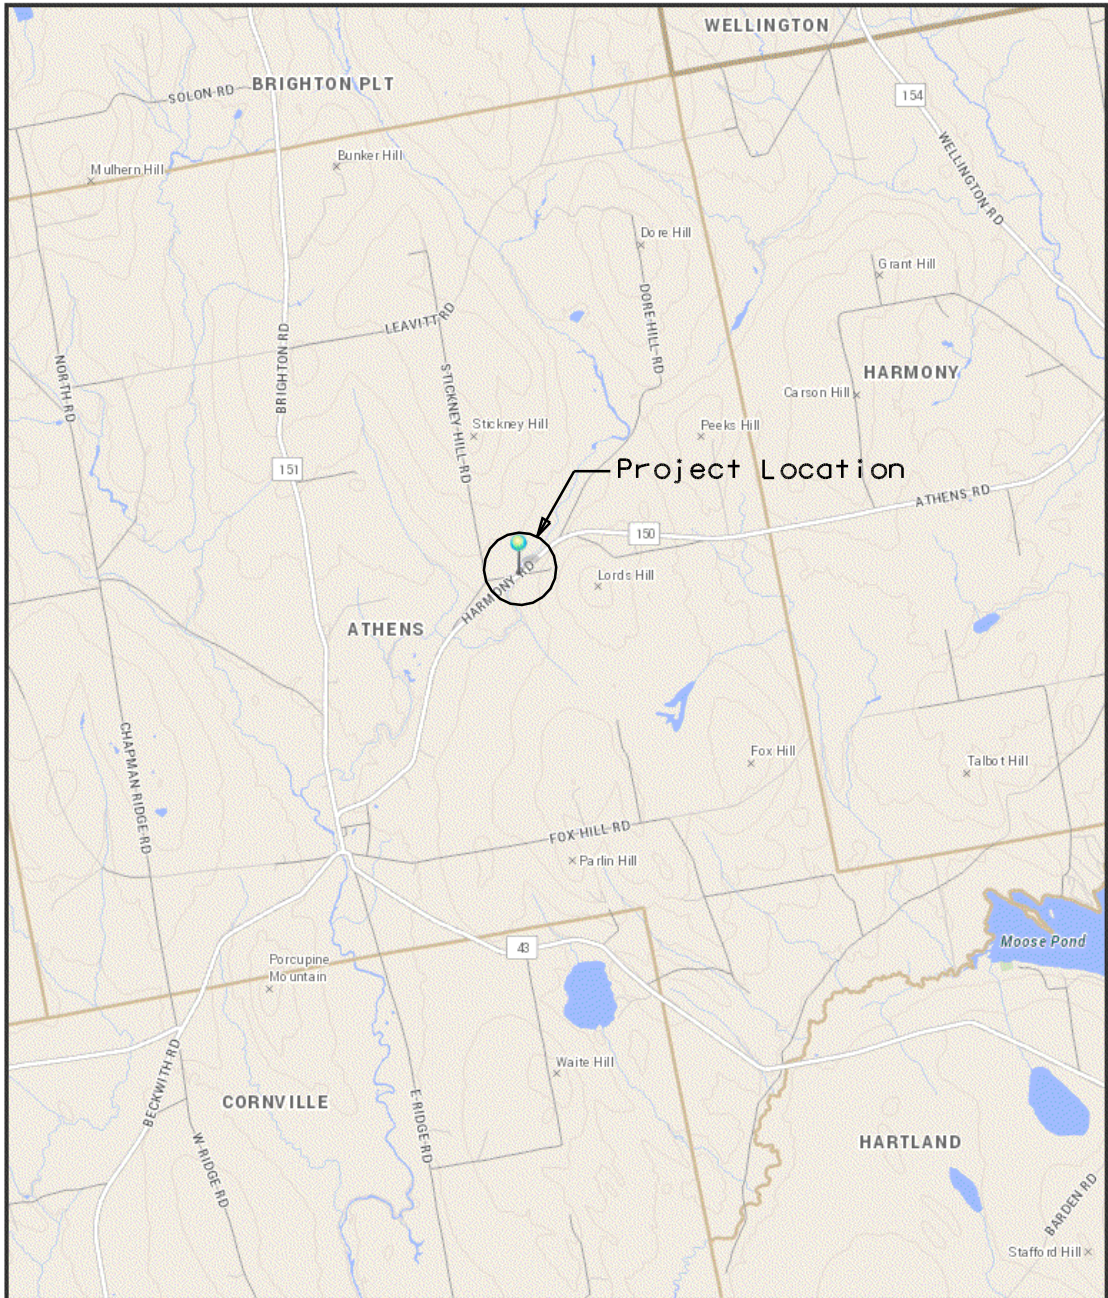 WELLINGTON
BRIGHTON PLT
SOLON RD
154
Bunker Hill
Mulhern Hill
WELLINGTON RD
Dore Hill
Grant Hill
DORE HILL RD
LEAVITT RD
BRIGHTON RD
NORTH RD
STICKNEY HILL RD
HARMONY
Carson Hill
Stickney Hill
Peeks Hill
151
Project Location
ATHENS RD
150
HARMONY RD
Lords Hill
ATHENS
CHAPMAN RIDGE RD
Fox Hill
Talbot Hill
FOX HILL RD
Parlin Hill
43
Moose Pond
Porcupine
Mountain
BECKWITH RD
Waite Hill
CORNVILLE
E RIDGE RD
W RIDGE RD
HARTLAND
BARDEN RD
Stafford Hill